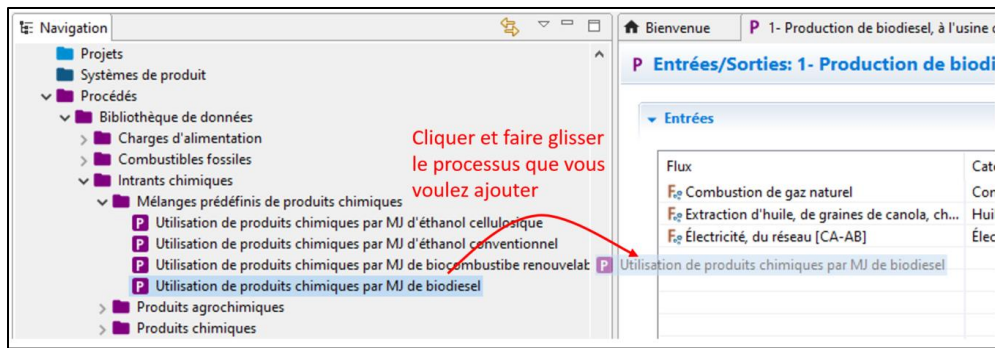 Navigation
Projets
Systèmes de produit
Procédés
Bibliothèque de données
Charges d'alimentation
Combustibles fossiles
Intrants chimiques
Mélanges prédéfinis de produits chimiques
Utilisation de produits chimiques par MJ d'éthanol cellulosique
Utilisation de produits chimiques par MJ d'éthanol conventionnel
Utilisation de produits chimiques par MJ de biocombustibe renouvelab
Utilisation de produits chimiques par MJ de biodiesel
Produits agrochimiques
Produits chimiques
Cliquer et faire glisser
le processus que vous
voulez ajouter
Bienvenue
P 1- Production de biodiesel, à l'usine
P Entrées/Sorties: 1- Production de biodi
Entrées
Flux Caté
Combustion de gaz naturel Con
Extraction d'huile, de graines de canola, ch... Hui
Électricité, du réseau [CA-AB] Élec
P Utilisation de produits chimiques par MJ de biodiesel